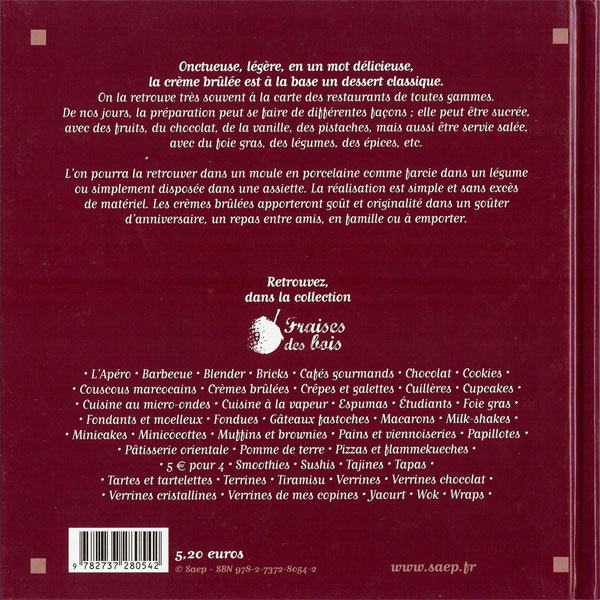 Onctueuse, légère, en un mot délicieuse,
la crème brûlée est à la base un dessert classique.
On la retrouve très souvent à la carte des restaurants de toutes gammes.
De nos jours, la préparation peut se faire de différentes façons ; elle peut être sucrée,
avec des fruits, du chocolat, de la vanille, des pistaches, mais aussi être servie salée,
avec du foie gras, des légumes, des épices, etc.
L'on pourra la retrouver dans un moule en porcelaine comme farcie dans un légume
ou simplement disposée dans une assiette. La réalisation est simple et sans excès
de matériel. Les crèmes brûlées apporteront goût et originalité dans un goûter
d'anniversaire, un repas entre amis, en famille ou à emporter.
Retrouvez,
dans la collection
Fraises
des bois
· L'Apéro · Barbecue · Blender · Bricks · Cafés gourmands · Chocolat · Cookies ·
· Couscous marcocains · Crèmes brûlées · Crêpes et galettes · Cuillères · Cupcakes ·
· Cuisine au micro-ondes · Cuisine à la vapeur · Espumas · Étudiants · Foie gras ·
· Fondants et moelleux · Fondues · Gâteaux fastoches · Macarons · Milk-shakes ·
· Minicakes · Minicocottes · Muffins et brownies · Pains et viennoiseries · Papillotes ·
· Pâtisserie orientale · Pomme de terre · Pizzas et flammekueches ·
· 5 € pour 4 · Smoothies · Sushis · Tajines · Tapas ·
· Tartes et tartelettes · Terrines · Tiramisu · Verrines · Verrines chocolat ·
· Verrines cristallines · Verrines de mes copines · Yaourt · Wok · Wraps ·
9 782737 280542
5,20 euros
© Saep - SBN 978-2-7372-8054-2
www.saep.fr